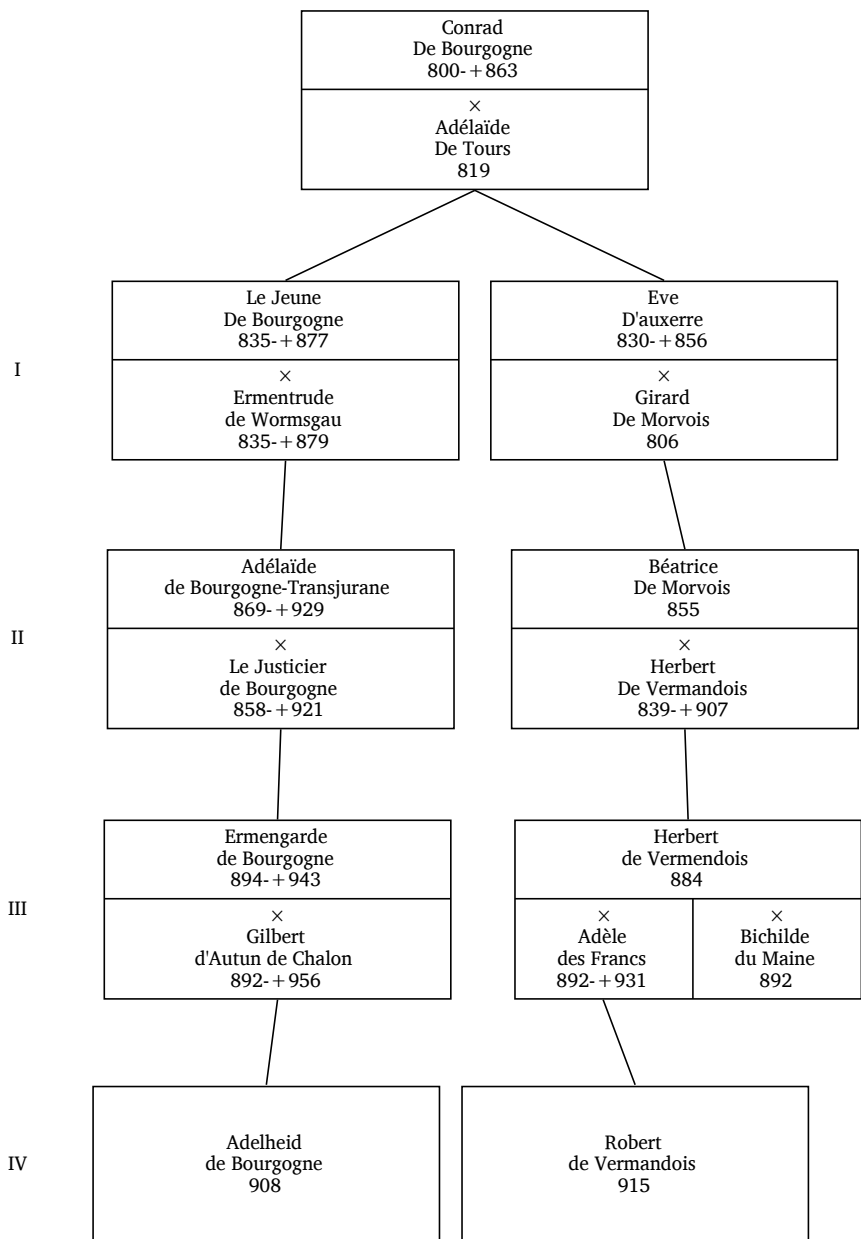 Conrad
De Bourgogne
800-+863
×
Adélaïde
De Tours
819
I
Le Jeune
De Bourgogne
835-+877
×
Ermentrude
de Wormsgau
835-+879
Eve
D'auxerre
830-+856
×
Girard
De Morvois
806
II
Adélaïde
de Bourgogne-Transjurane
869-+929
×
Le Justicier
de Bourgogne
858-+921
Béatrice
De Morvois
855
×
Herbert
De Vermandois
839-+907
III
Ermengarde
de Bourgogne
894-+943
×
Gilbert
d'Autun de Chalon
892-+956
Herbert
de Vermendois
884
×
Adèle
des Francs
892-+931
×
Bichilde
du Maine
892
IV
Adelheid
de Bourgogne
908
Robert
de Vermandois
915